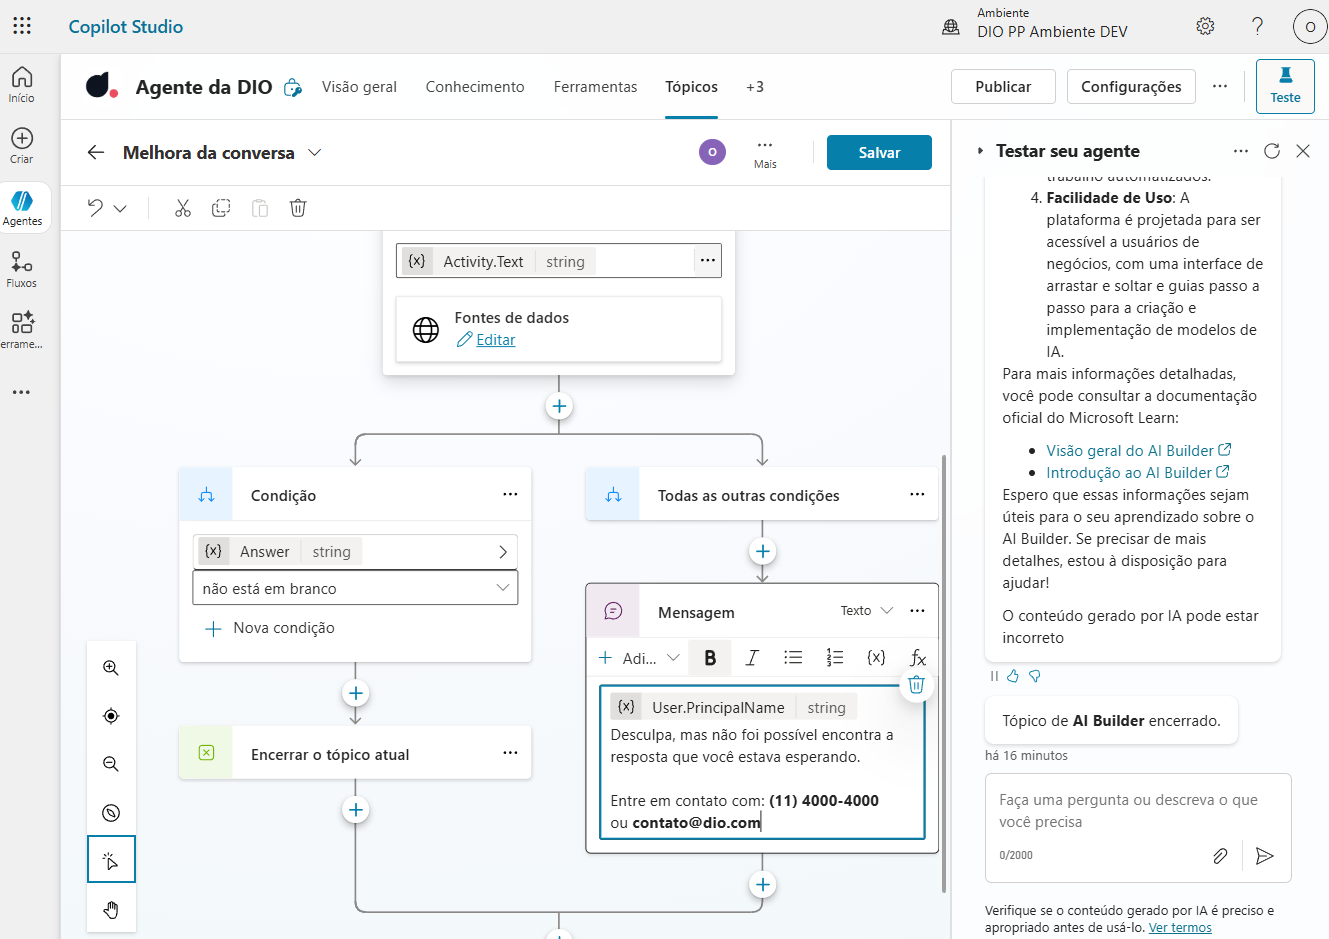 Copilot Studio
Ambiente
DIO PP Ambiente DEV
?
O
Início
Criar
Agentes
Fluxos
errame...
Agente da DIO
Visão geral
Conhecimento
Ferramentas
Tópicos
+3
Publicar
Configurações
Teste
Melhora da conversa
O
Mais
Salvar
{x} Activity.Text string
Fontes de dados
Editar
Condição
{x} Answer string
não está em branco
Nova condição
Encerrar o tópico atual
Todas as outras condições
Mensagem
Texto
Adi...
B
I
{x}
fx
{x} User.PrincipalName string
Desculpa, mas não foi possível encontra a
resposta que você estava esperando.
Entre em contato com: (11) 4000-4000
ou contato@dio.com
Testar seu agente
trabalho automatizados.
4. Facilidade de Uso: A
plataforma é projetada para ser
acessível a usuários de
negócios, com uma interface de
arrastar e soltar e guias passo a
passo para a criação e
implementação de modelos de
IA.
Para mais informações detalhadas,
você pode consultar a documentação
oficial do Microsoft Learn:
Visão geral do AI Builder
Introdução ao AI Builder
Espero que essas informações sejam
úteis para o seu aprendizado sobre o
AI Builder. Se precisar de mais
detalhes, estou à disposição para
ajudar!
O conteúdo gerado por IA pode estar
incorreto
Tópico de AI Builder encerrado.
há 16 minutos
Faça uma pergunta ou descreva o que
você precisa
0/2000
Verifique se o conteúdo gerado por IA é preciso e
apropriado antes de usá-lo. Ver termos